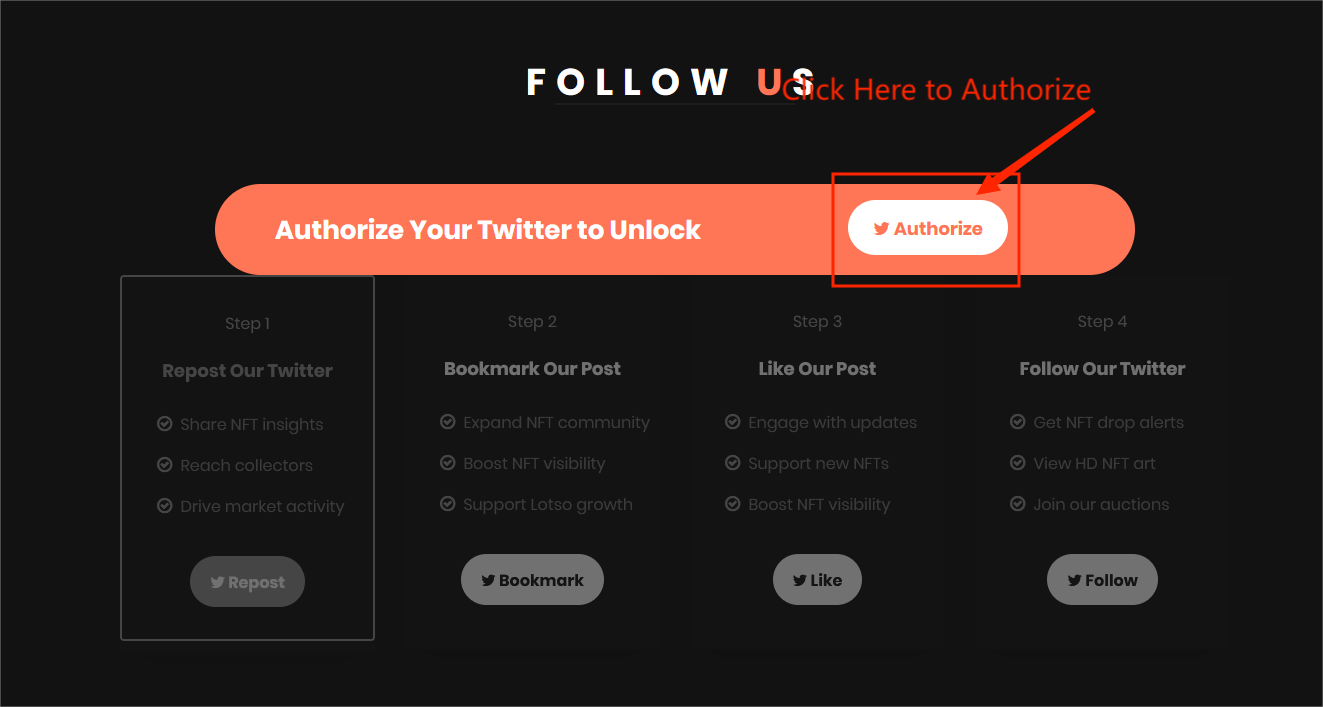 FOLLOW US
Click Here to Authorize
Authorize Your Twitter to Unlock
Authorize
Step 1
Repost Our Twitter
Share NFT insights
Reach collectors
Drive market activity
Repost
Step 2
Bookmark Our Post
Expand NFT community
Boost NFT visibility
Support Lotso growth
Bookmark
Step 3
Like Our Post
Engage with updates
Support new NFTs
Boost NFT visibility
Like
Step 4
Follow Our Twitter
Get NFT drop alerts
View HD NFT art
Join our auctions
Follow